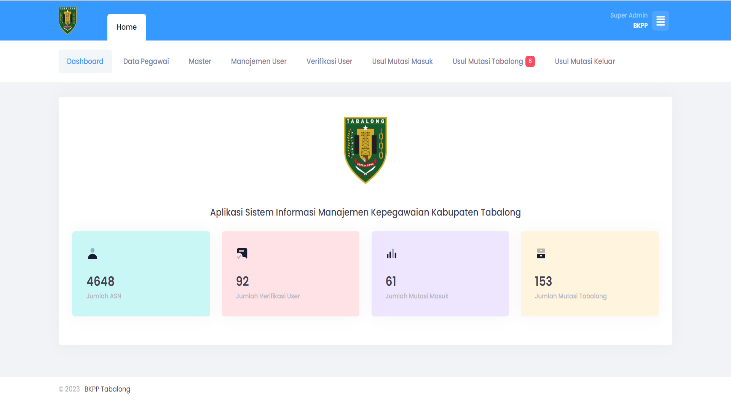 Super Admin
BKPP
Home
Dashboard Data Pegawai Master Manajemen User Verifikasi User Usul Mutasi Masuk Usul Mutasi Tabalong 6 Usul Mutasi Keluar
TABALONG
Aplikasi Sistem Informasi Manajemen Kepegawaian Kabupaten Tabalong
4648 92 61 153
Jumlah ASN Jumlah Verifikasi User Jumlah Mutasi Masuk Jumlah Mutasi Tabalong
© 2023 BKPP Tabalong